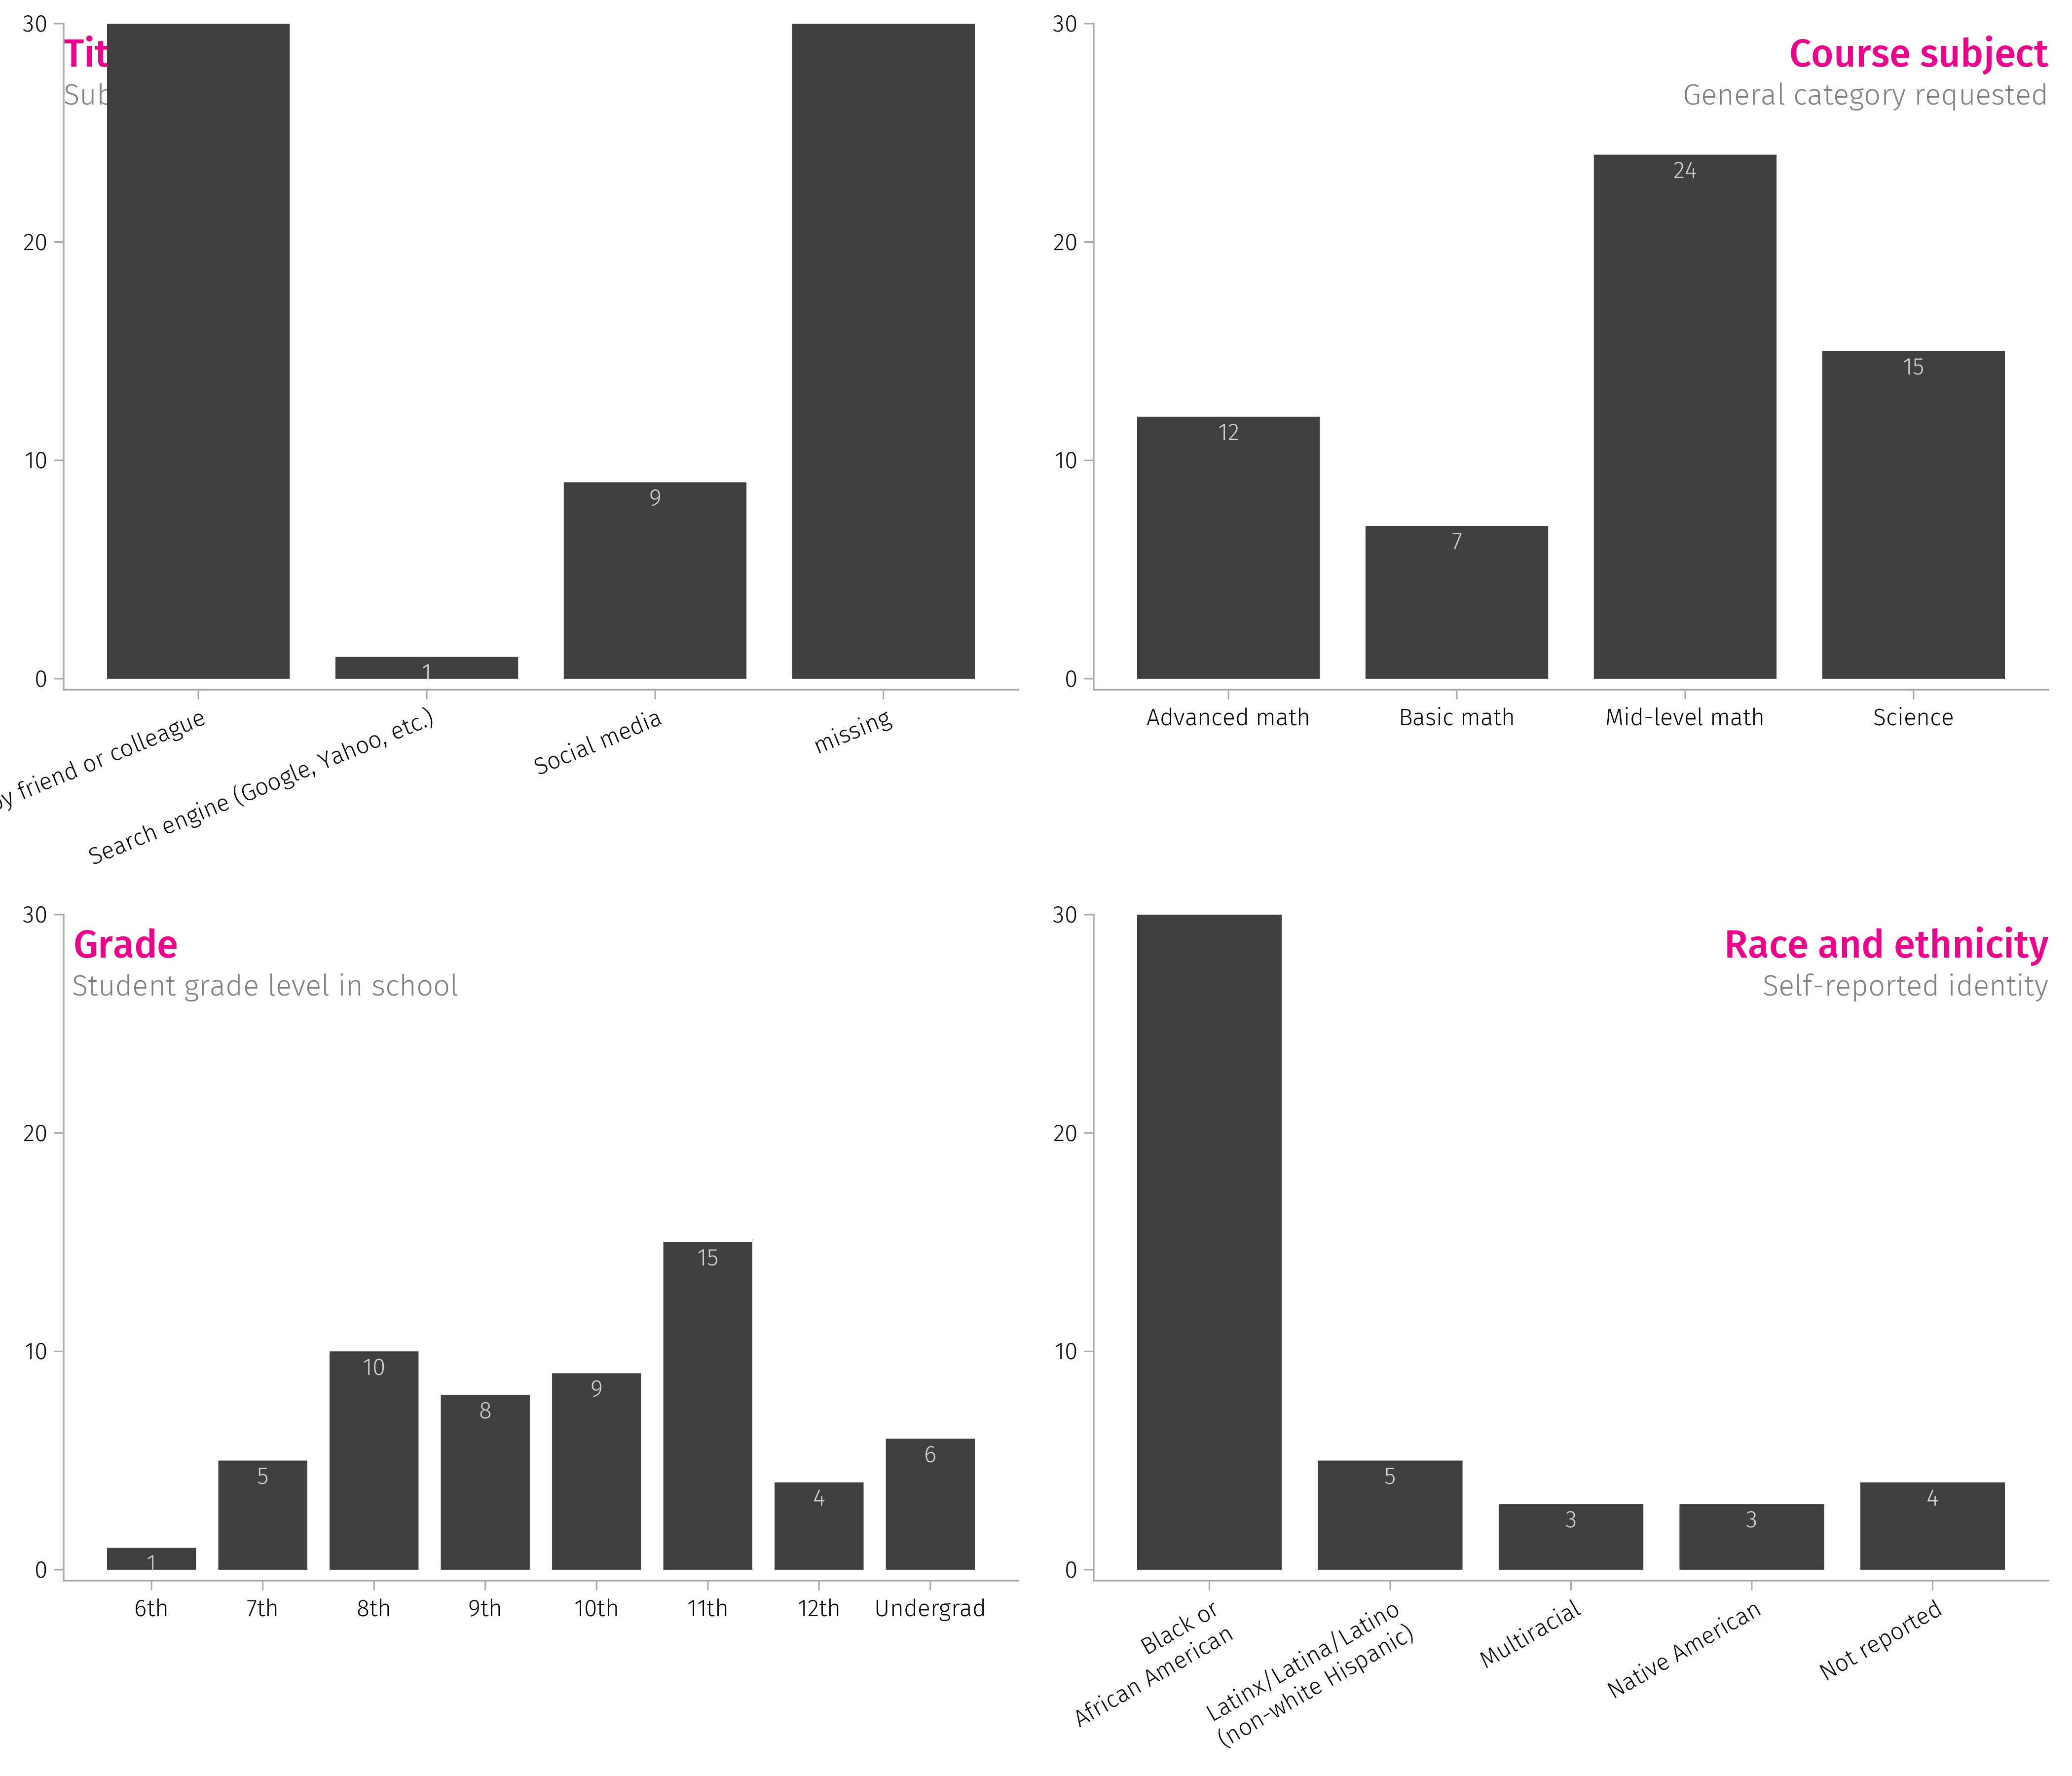 30
20
10
0
Tit
Sub
1
9
by friend or colleague
Search engine (Google, Yahoo, etc.)
Social media
missing
30
20
10
0
Course subject
General category requested
12
7
24
15
Advanced math
Basic math
Mid-level math
Science
30
20
10
0
Grade
Student grade level in school
1
5
10
8
9
15
4
6
6th
7th
8th
9th
10th
11th
12th
Undergrad
30
20
10
0
Race and ethnicity
Self-reported identity
5
3
3
4
Black or
African American
Latinx/Latina/Latino
(non-white Hispanic)
Multiracial
Native American
Not reported